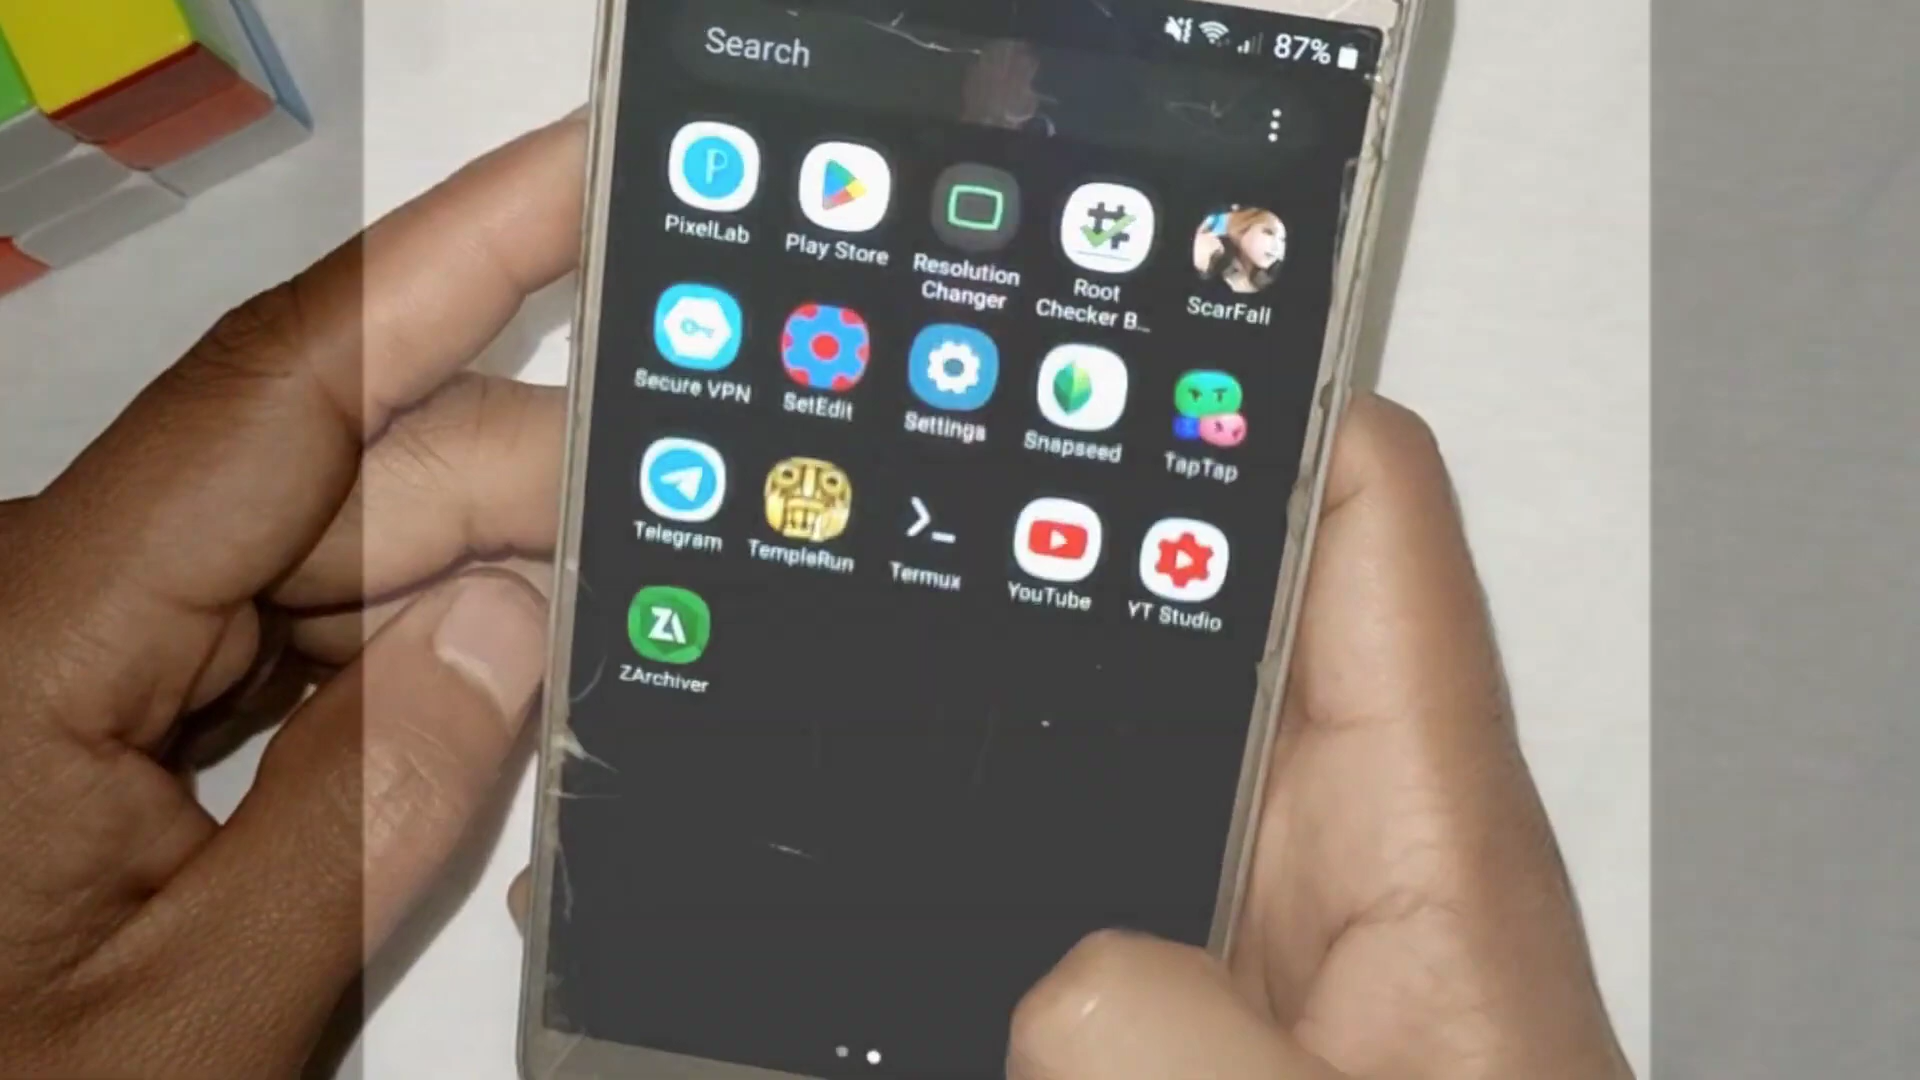 87%
Search
PixelLab
Play Store
Resolution
Changer
Root
Checker B...
ScarFall
Secure VPN
SetEdit
Settings
Snapseed
TapTap
Telegram
TempleRun
Termux
YouTube
YT Studio
ZArchiver